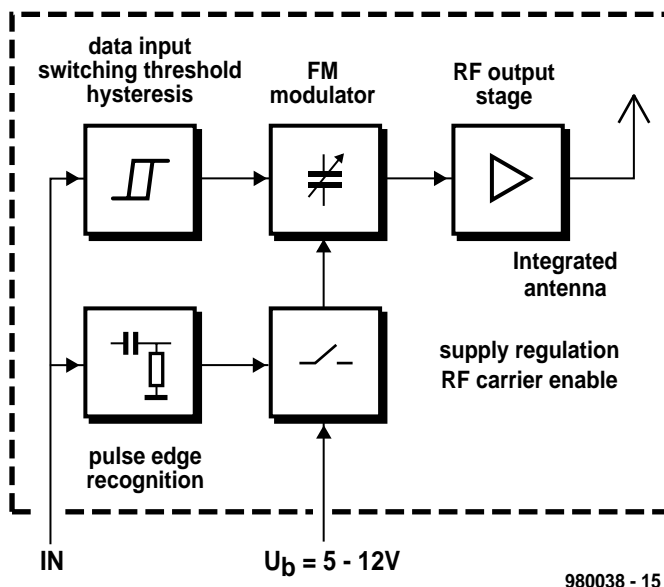 data input
switching threshold
hysteresis
FM
modulator
RF output
stage
Integrated
antenna
supply regulation
RF carrier enable
pulse edge
recognition
IN
Ub = 5 - 12V
980038 - 15